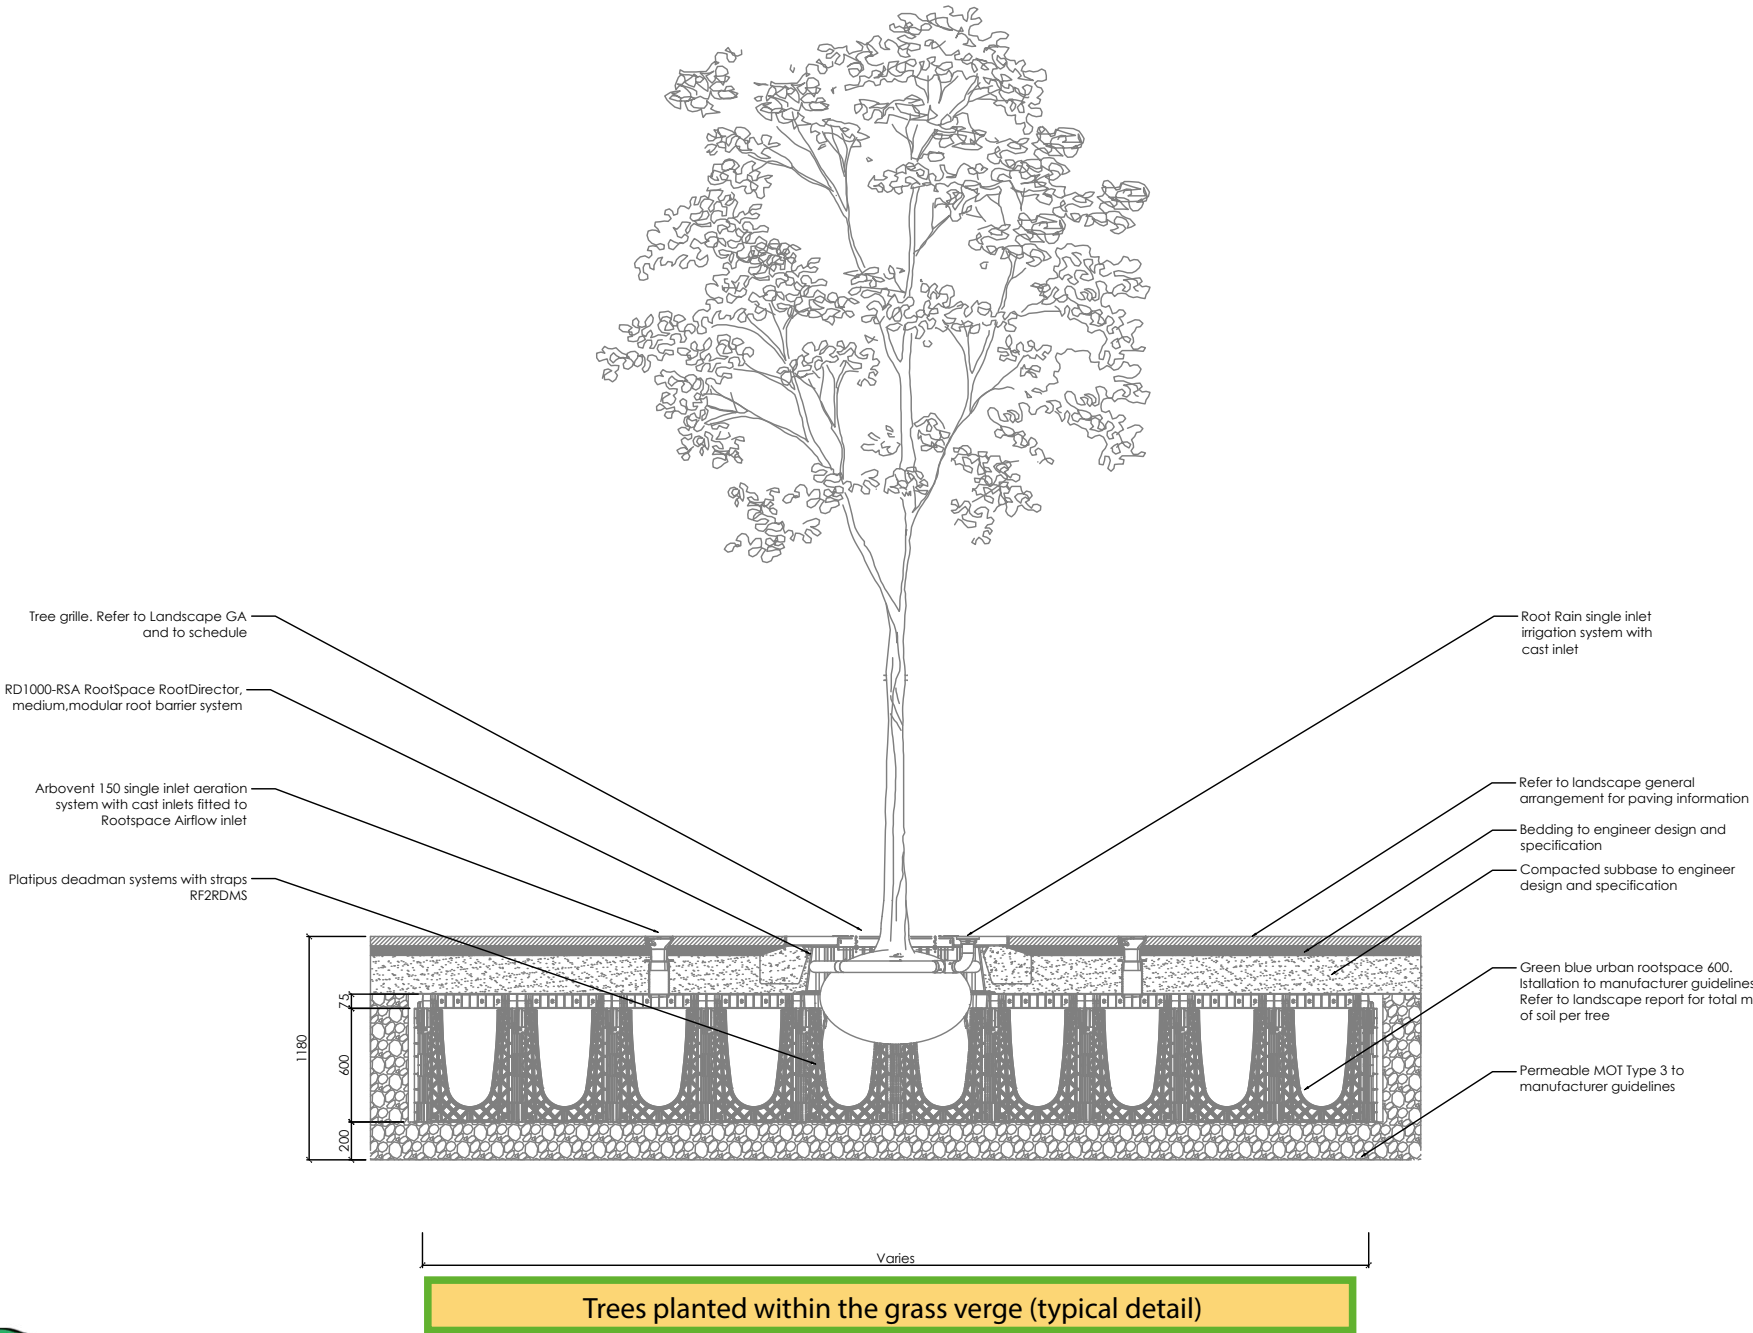 Tree grille. Refer to Landscape GA
and to schedule
RD1000-RSA RootSpace RootDirector,
medium,modular root barrier system
Arbovent 150 single inlet aeration
system with cast inlets fitted to
Rootspace Airflow inlet
Platipus deadman systems with straps
RF2RDMS
Root Rain single inlet
irrigation system with
cast inlet
Refer to landscape general
arrangement for paving information
Bedding to engineer design and
specification
Compacted subbase to engineer
design and specification
Green blue urban rootspace 600.
Istallation to manufacturer guidelines
Refer to landscape report for total m
of soil per tree
Permeable MOT Type 3 to
manufacturer guidelines
1180
75
600
200
Varies
Trees planted within the grass verge (typical detail)